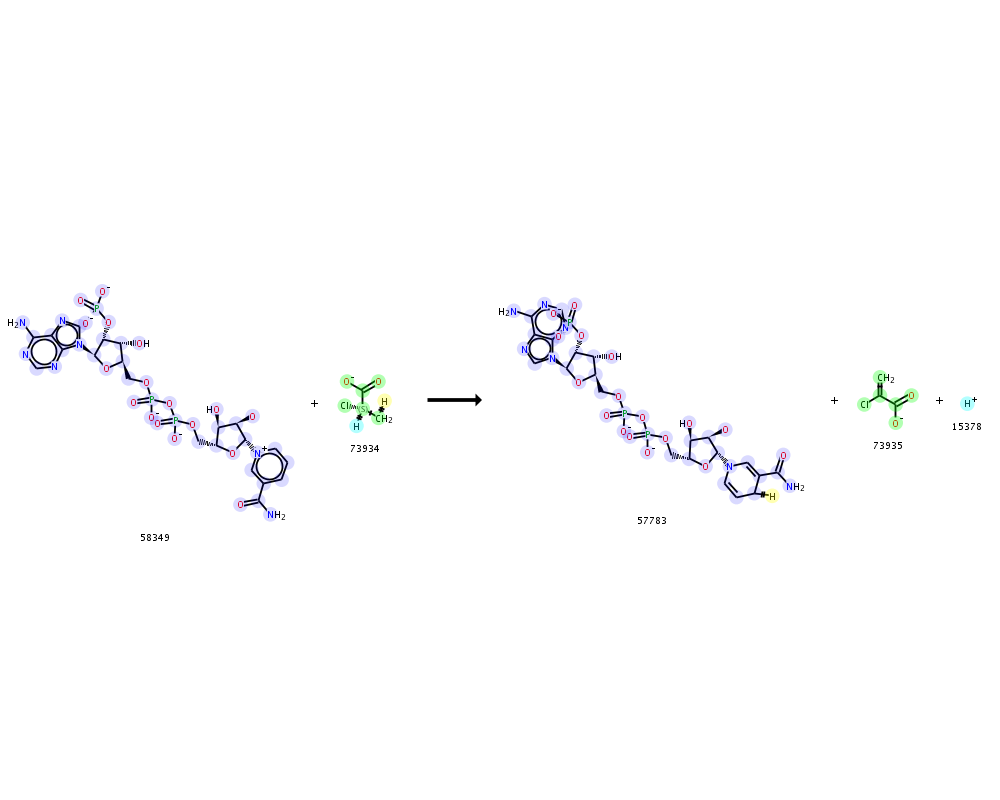 58349
+
73934
57783
+
73935
+
15378
H+
H₂N
N
N
N
N
O
P
O⁻
O⁻
O
OH
O
O
O
P
O⁻
O
O
P
O⁻
O
HO
O
O
N+
O
NH₂
O⁻
O
Cl
(S)
H
H
CH₂
H₂N
N
N
N
O
P
O
O
OH
O
O
O
P
O
O
P
O⁻
O
HO
O
O
N
O
NH₂
H
CH₂
Cl
O
O⁻